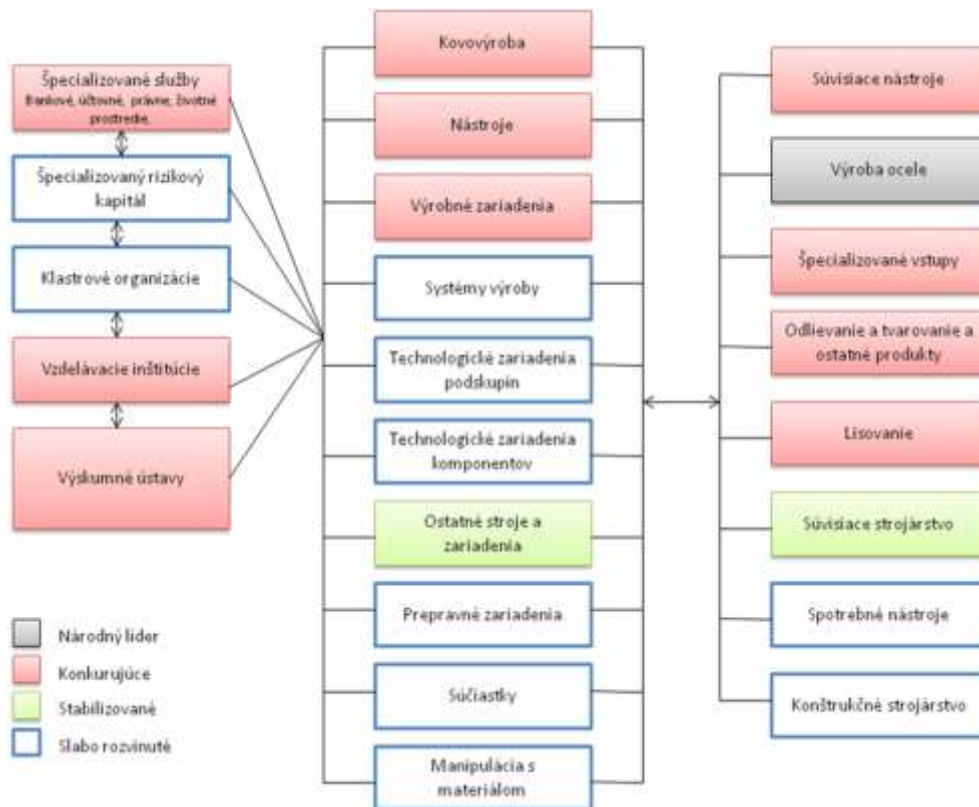 Špecializované služby
Bankové, účtovné, právne, životné
prostredie,
Špecializovaný rizikový
kapitál
Klastrové organizácie
Vzdelávacie inštitúcie
Výskumné ústavy
Národný líder
Konkurujúce
Stabilizované
Slabo rozvinuté
Kovovýroba
Nástroje
Výrobné zariadenia
Systémy výroby
Technologické zariadenia
podskupín
Technologické zariadenia
komponentov
Ostatné stroje a
zariadenia
Prepravné zariadenia
Súčiastky
Manipulácia s
materiálom
Súvisiace nástroje
Výroba ocele
Špecializované vstupy
Odlievanie a tvarovanie a
ostatné produkty
Lisovanie
Súvisiace strojárstvo
Spotrebné nástroje
Konštrukčné strojárstvo